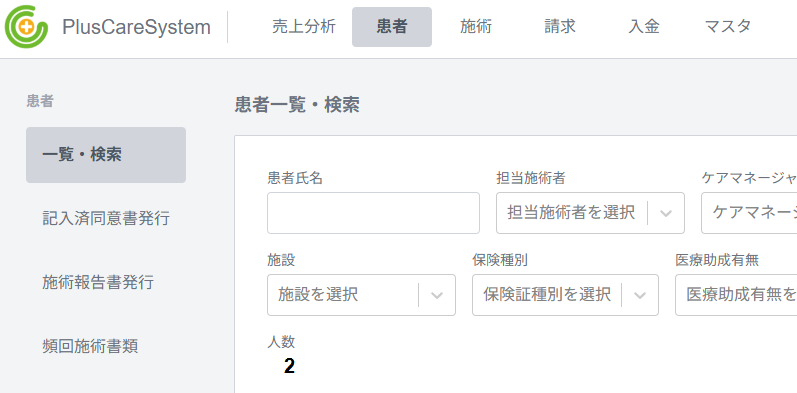 PlusCareSystem
売上分析 患者 施術 請求 入金 マスタ
患者
一覧・検索
記入済同意書発行
施術報告書発行
頻回施術書類
患者一覧・検索
患者氏名 担当施術者 ケアマネージャ
担当施術者を選択 ケアマネー
施設 保険種別 医療助成有無
施設を選択 保険証種別を選択 医療助成有無を
人数
2